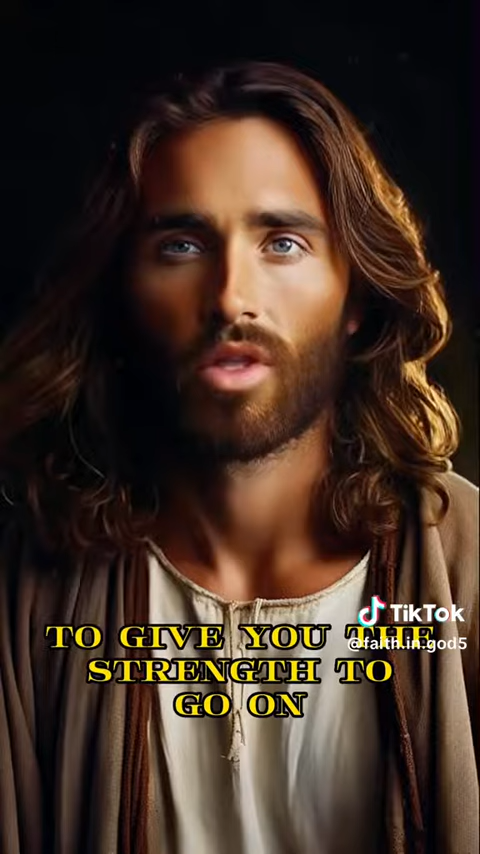 TikTok
@faith.in.god5
TO GIVE YOU THE
STRENGTH TO
GO ON